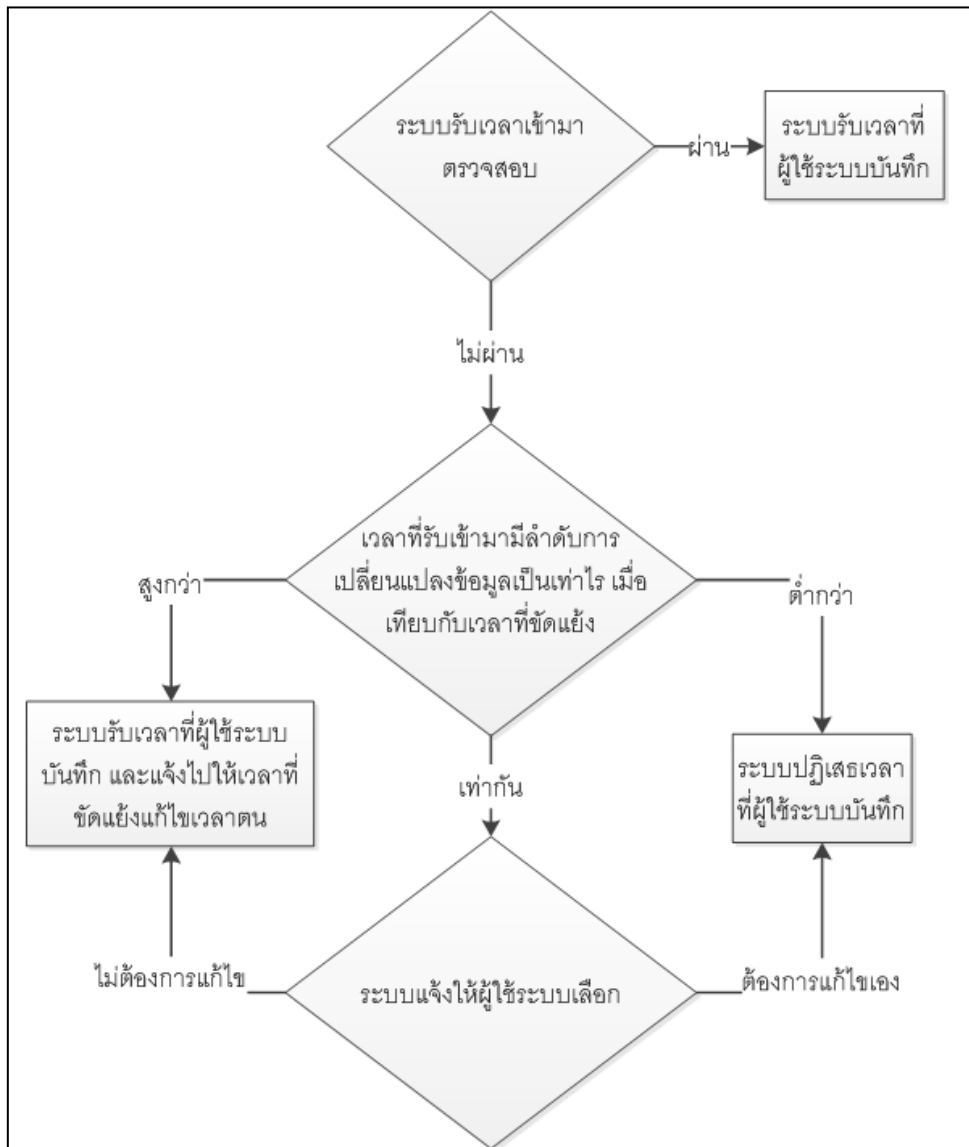 ระบบรับเวลาเข้ามา
ตรวจสอบ
ผ่าน
ระบบรับเวลาที่
ผู้ใช้ระบบบันทึก
ไม่ผ่าน
เวลาที่รับเข้ามามีลำดับการ
เปลี่ยนแปลงข้อมูลเป็นเท่าไร เมื่อ
เทียบกับเวลาที่ขัดแย้ง
สูงกว่า
ต่ำกว่า
ระบบรับเวลาที่ผู้ใช้ระบบ
บันทึก และแจ้งไปให้เวลาที่
ขัดแย้งแก้ไขเวลาตน
เท่ากัน
ระบบปฏิเสธเวลา
ที่ผู้ใช้ระบบบันทึก
ไม่ต้องการแก้ไข
ระบบแจ้งให้ผู้ใช้ระบบเลือก
ต้องการแก้ไขเอง